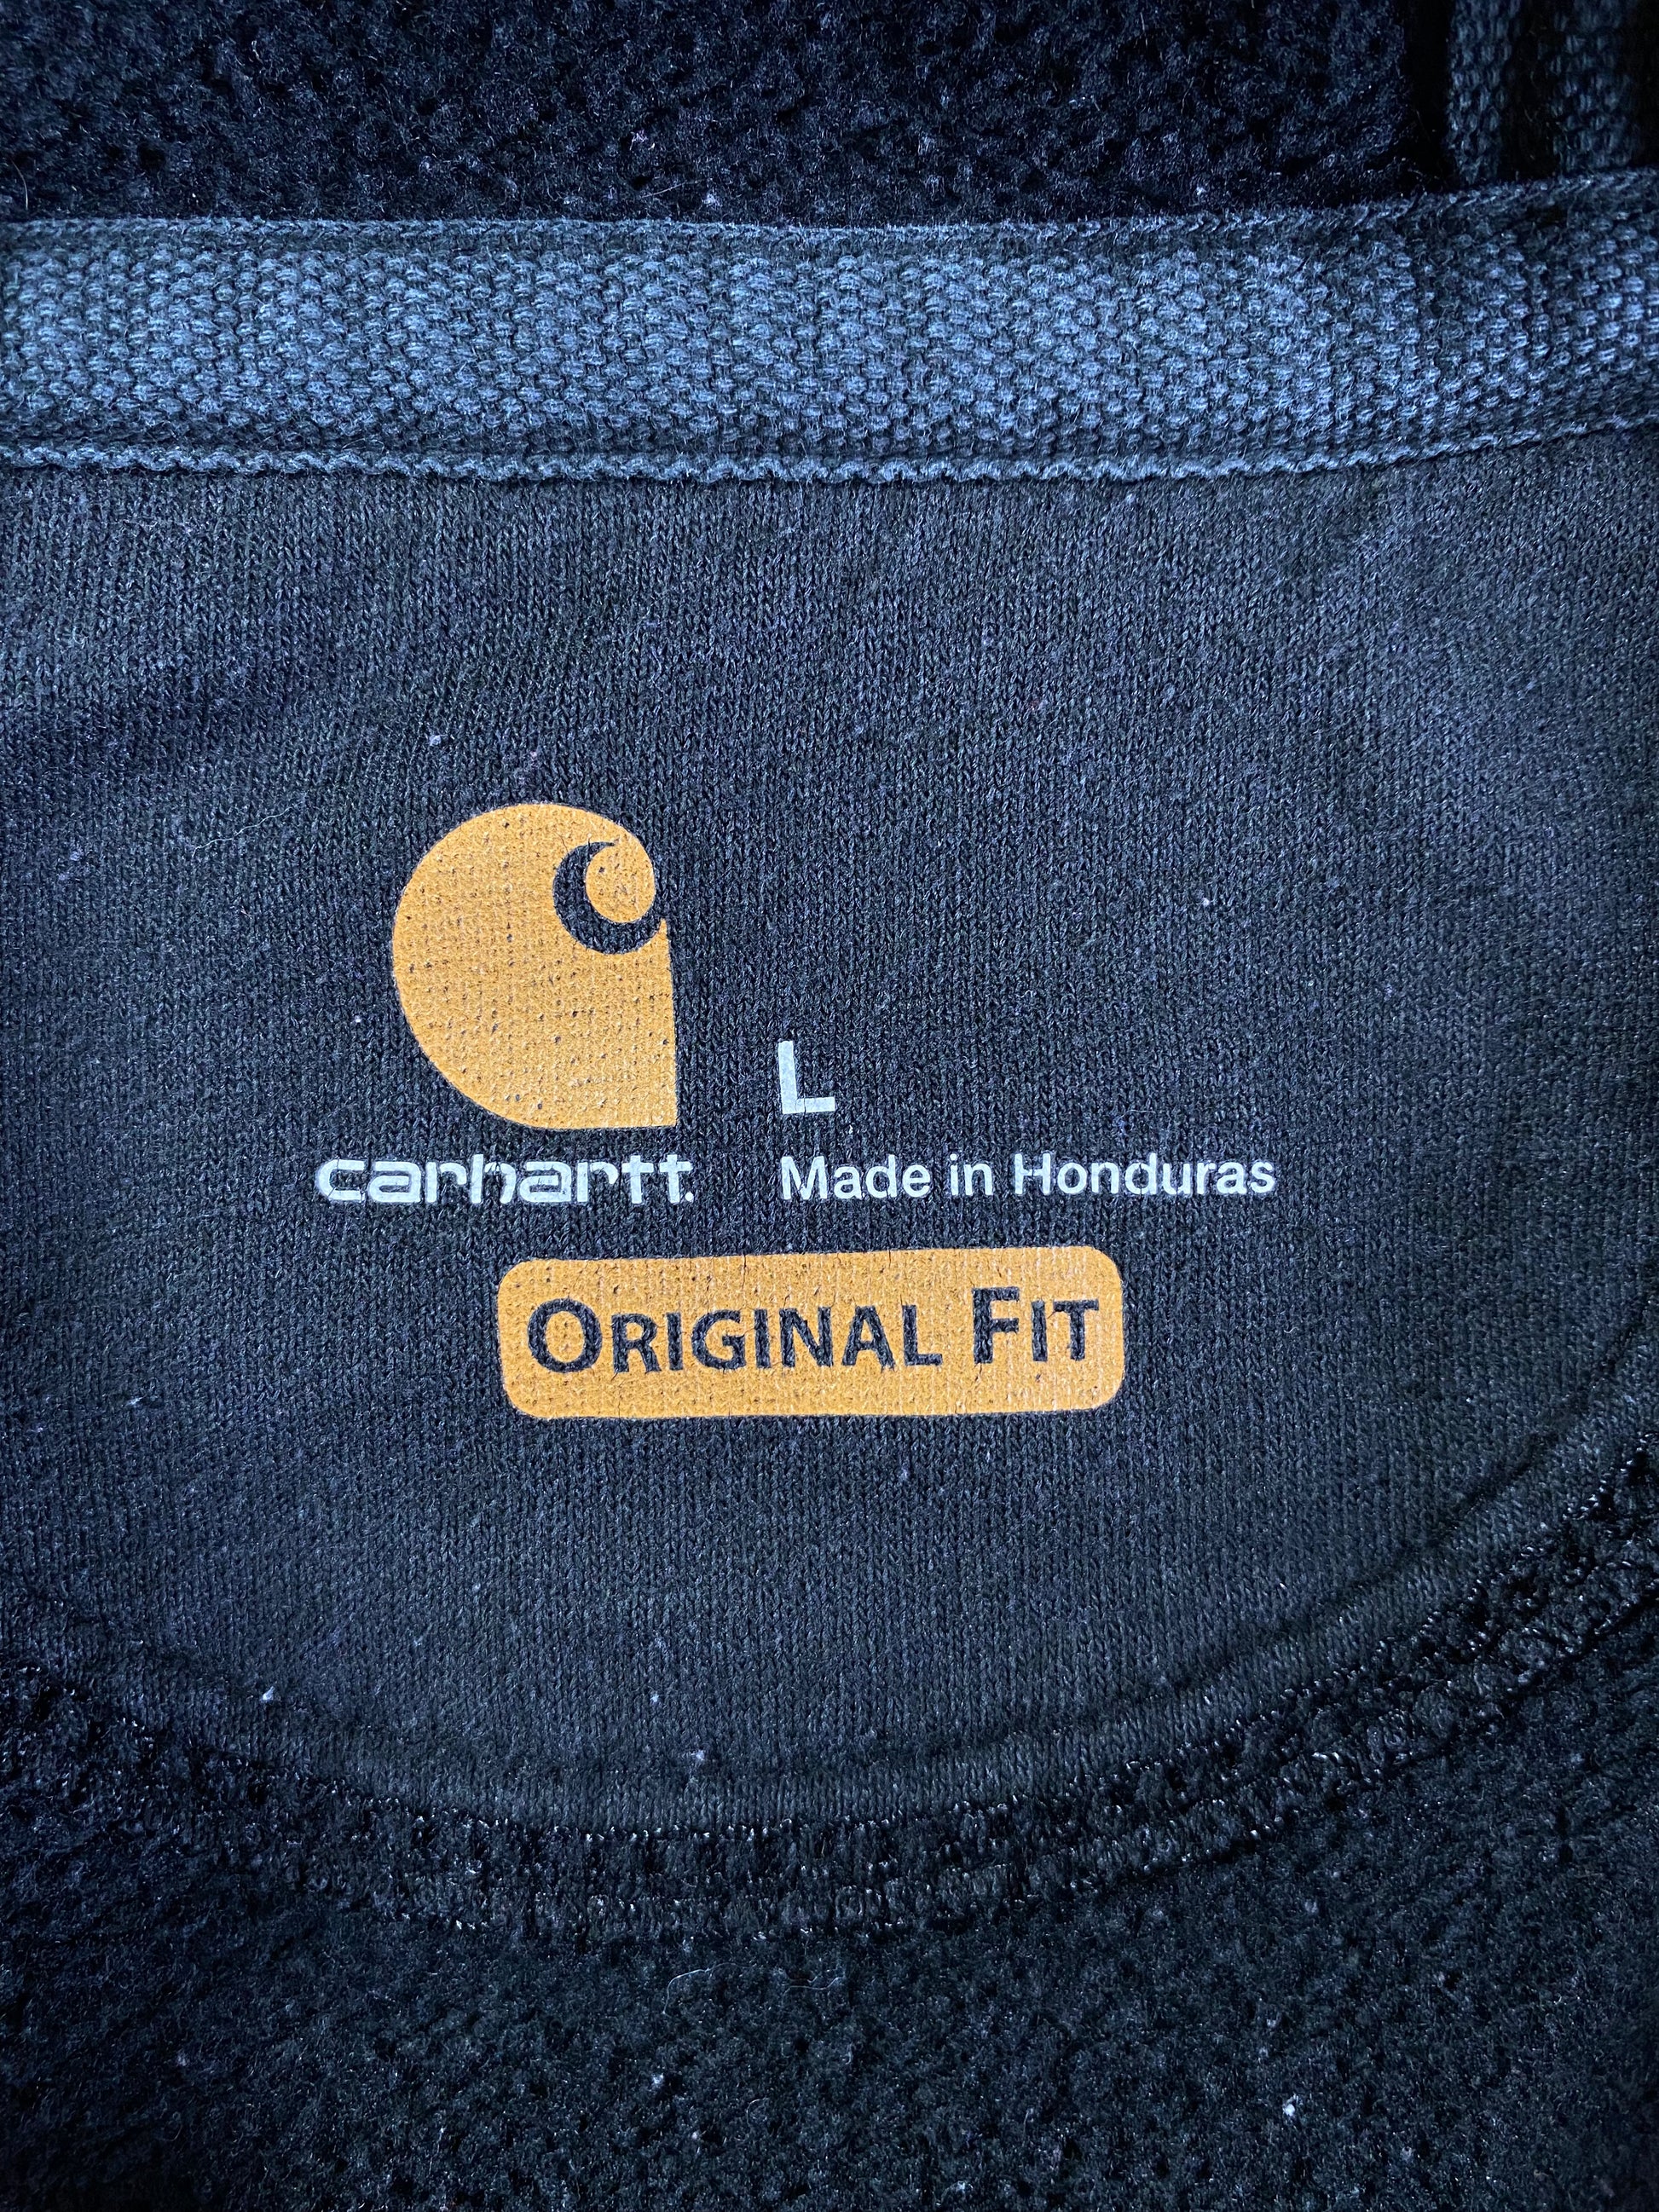 L
carhartt. Made in Honduras
ORIGINAL FIT